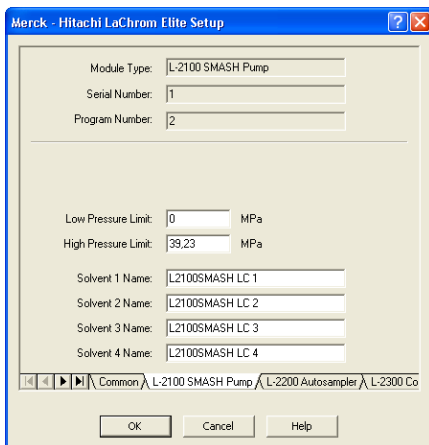 Merck - Hitachi LaChrom Elite Setup
Module Type: L-2100 SMASH Pump
Serial Number: 1
Program Number: 2
Low Pressure Limit: 0 MPa
High Pressure Limit: 39,23 MPa
Solvent 1 Name: L2100SMASH LC 1
Solvent 2 Name: L2100SMASH LC 2
Solvent 3 Name: L2100SMASH LC 3
Solvent 4 Name: L2100SMASH LC 4
Common L-2100 SMASH Pump L-2200 Autosampler L-2300 Co
OK Cancel Help